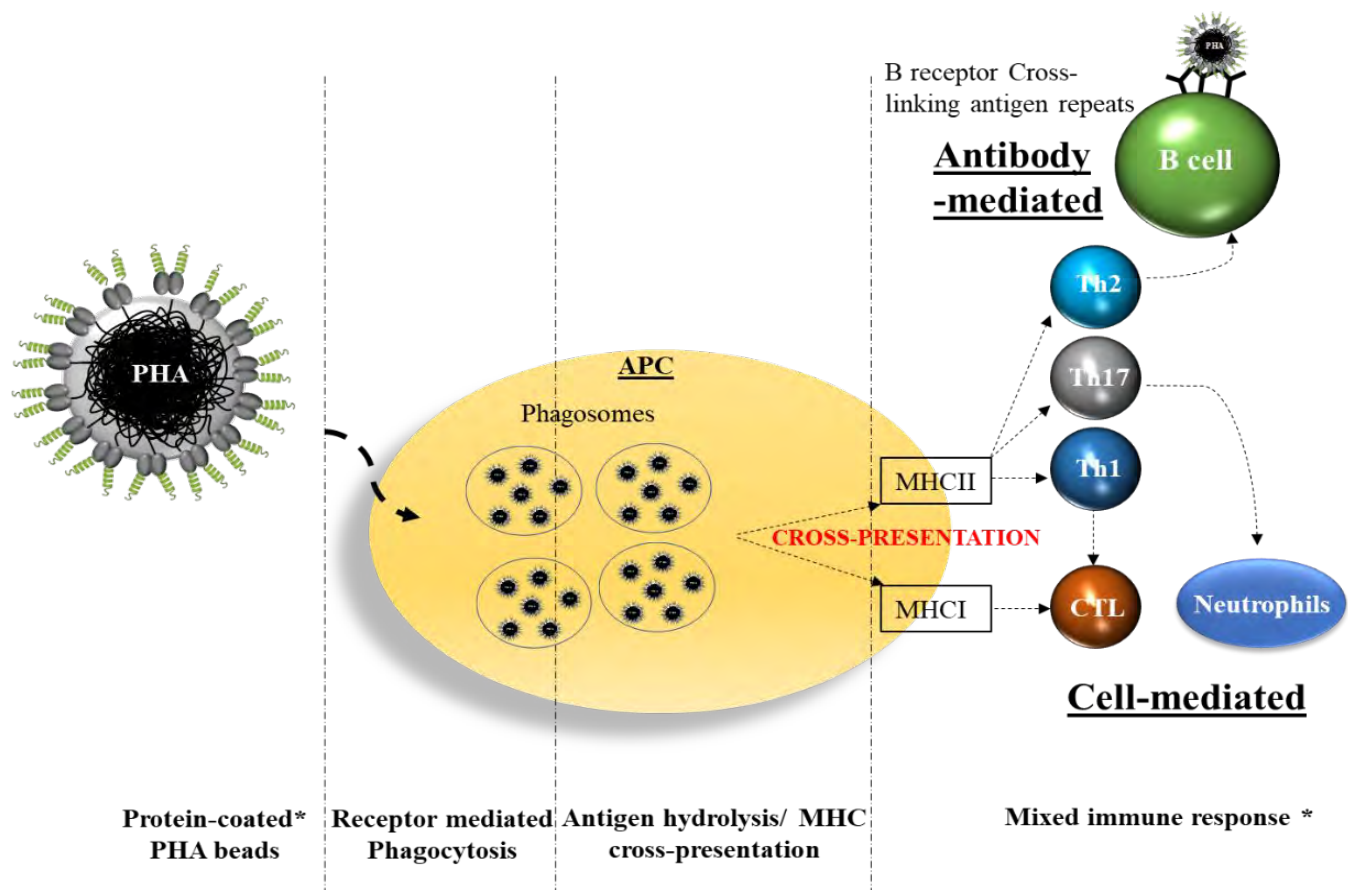 PHA
B receptor Cross-
linking antigen repeats
Antibody
-mediated
B cell
Th2
PHA
APC
Th17
Phagosomes
Th1
MHCII
CROSS-PRESENTATION
MHCI
CTL
Neutrophils
Cell-mediated
Protein-coated*
PHA beads
Receptor mediated
Phagocytosis
Antigen hydrolysis/ MHC
cross-presentation
Mixed immune response *